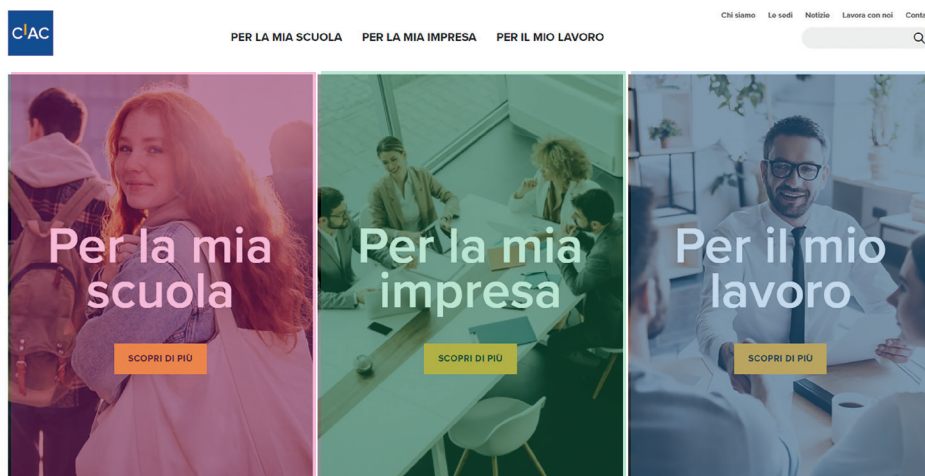 C'AC
PER LA MIA SCUOLA PER LA MIA IMPRESA PER IL MIO LAVORO
Chi siamo Le sedi Notizie Lavora con noi Conta
Per la mia
scuola
SCOPRI DI PIÙ
Per la mia
impresa
SCOPRI DI PIÙ
Per il mio
lavoro
SCOPRI DI PIÙ